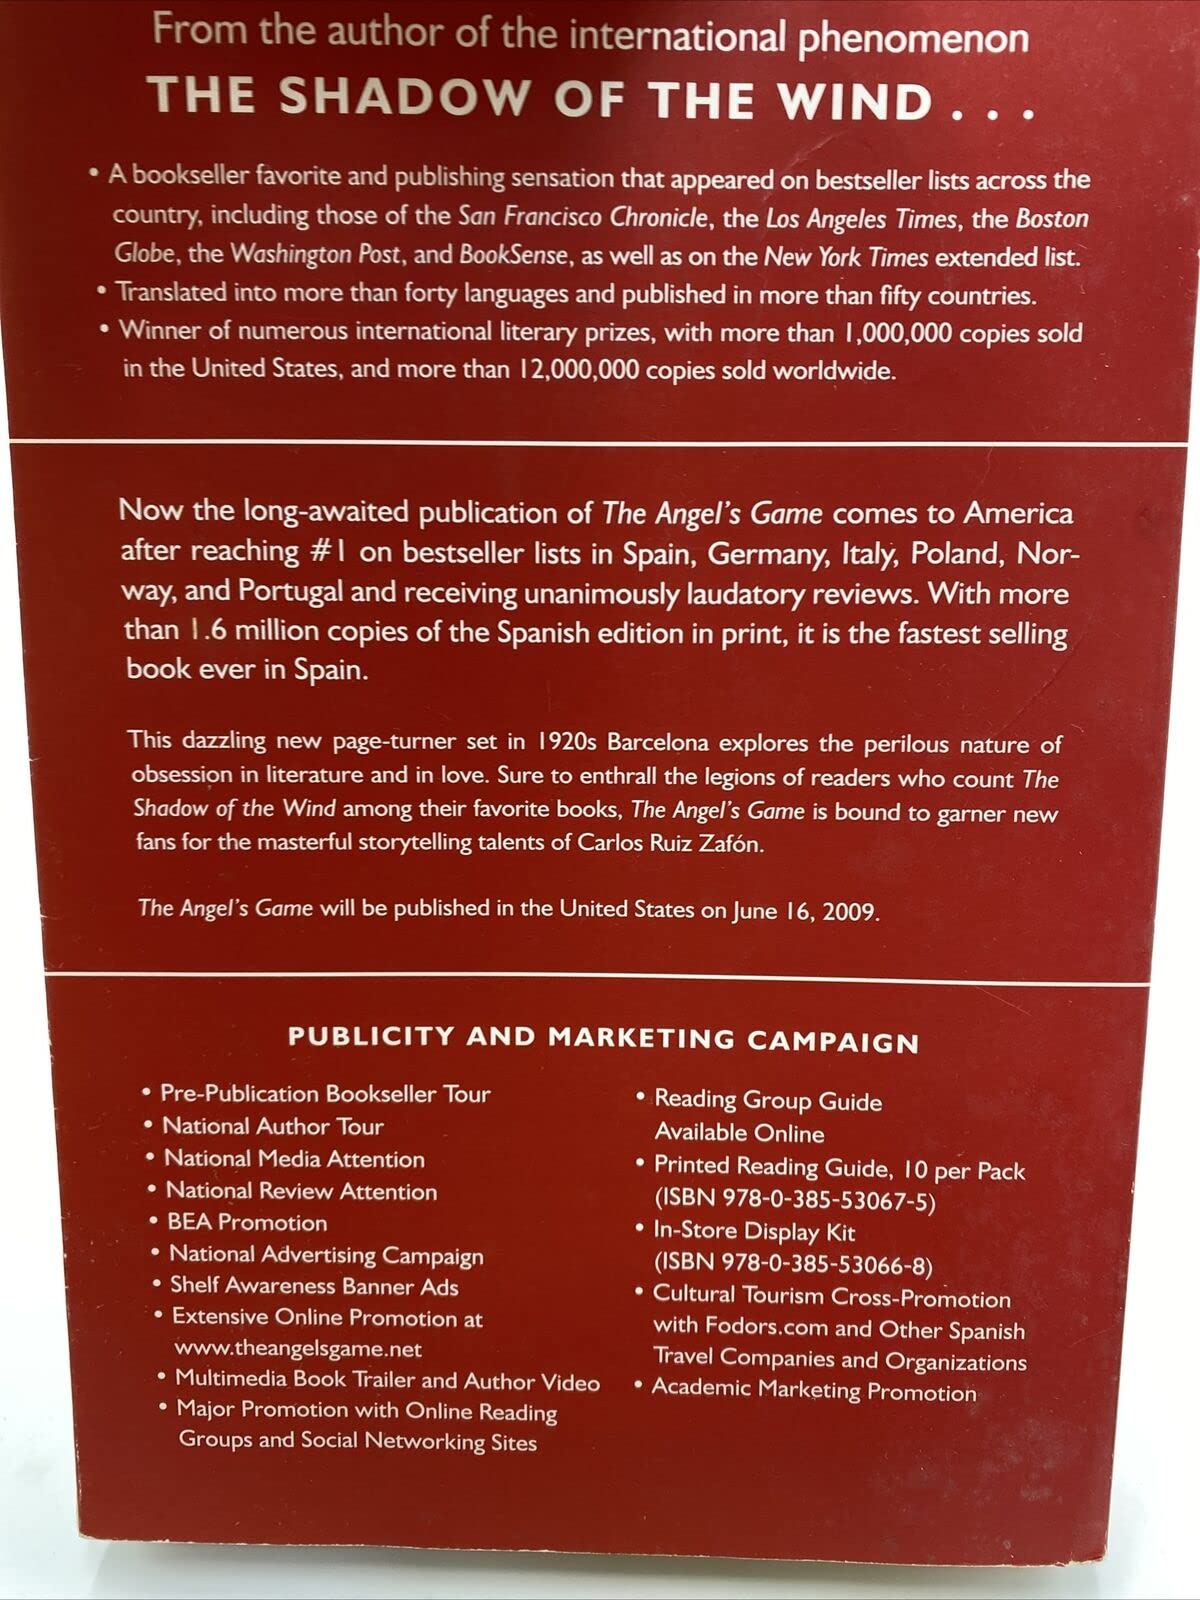 From the author of the international phenomenon
THE SHADOW OF THE WIND . . .
• A bookseller favorite and publishing sensation that appeared on bestseller lists across the
country, including those of the San Francisco Chronicle, the Los Angeles Times, the Boston
Globe, the Washington Post, and BookSense, as well as on the New York Times extended list.
• Translated into more than forty languages and published in more than fifty countries.
• Winner of numerous international literary prizes, with more than 1,000,000 copies sold
in the United States, and more than 12,000,000 copies sold worldwide.
Now the long-awaited publication of The Angel's Game comes to America
after reaching #1 on bestseller lists in Spain, Germany, Italy, Poland, Nor-
way, and Portugal and receiving unanimously laudatory reviews. With more
than 1.6 million copies of the Spanish edition in print, it is the fastest selling
book ever in Spain.
This dazzling new page-turner set in 1920s Barcelona explores the perilous nature of
obsession in literature and in love. Sure to enthrall the legions of readers who count The
Shadow of the Wind among their favorite books, The Angel's Game is bound to garner new
fans for the masterful storytelling talents of Carlos Ruiz Zafón.
The Angel's Game will be published in the United States on June 16, 2009.
PUBLICITY AND MARKETING CAMPAIGN
• Pre-Publication Bookseller Tour
• National Author Tour
• National Media Attention
• National Review Attention
• BEA Promotion
• National Advertising Campaign
• Shelf Awareness Banner Ads
• Extensive Online Promotion at
www.theangelsgame.net
• Multimedia Book Trailer and Author Video
• Major Promotion with Online Reading
Groups and Social Networking Sites
• Reading Group Guide
Available Online
• Printed Reading Guide, 10 per Pack
(ISBN 978-0-385-53067-5)
• In-Store Display Kit
(ISBN 978-0-385-53066-8)
• Cultural Tourism Cross-Promotion
with Fodors.com and Other Spanish
Travel Companies and Organizations
• Academic Marketing Promotion